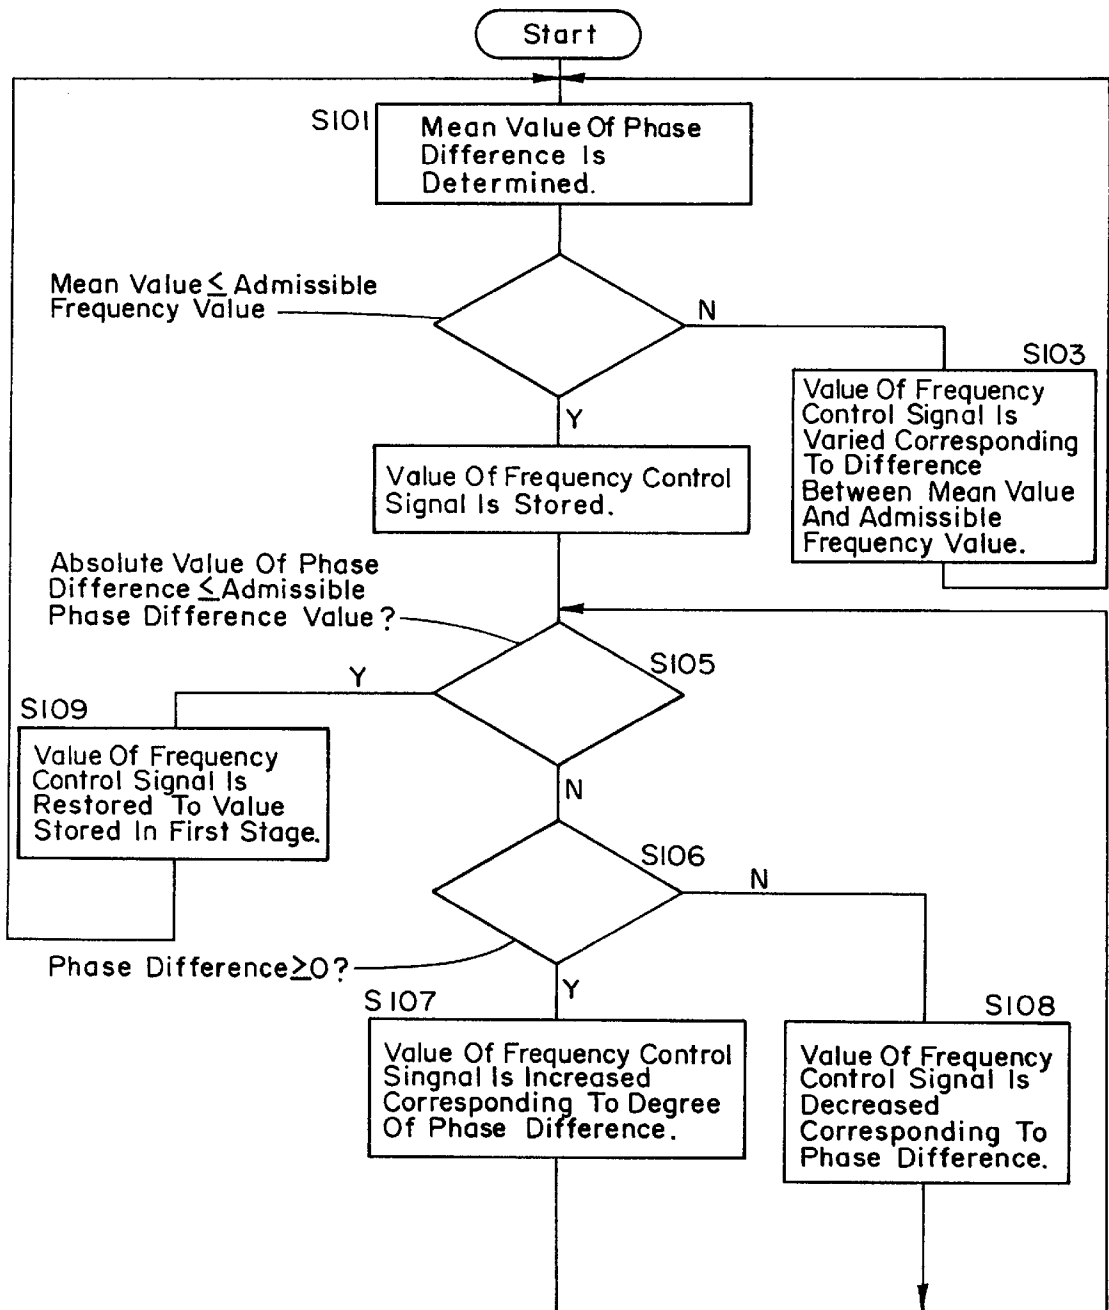 Start
S101
Mean Value Of Phase
Difference Is
Determined.
Mean Value ≤ Admissible
Frequency Value
N
S103
Value Of Frequency
Control Signal Is
Varied Corresponding
To Difference
Between Mean Value
And Admissible
Frequency Value.
Y
Value Of Frequency Control
Signal Is Stored.
Absolute Value Of Phase
Difference ≤ Admissible
Phase Difference Value?
S105
Y
S109
Value Of Frequency
Control Signal Is
Restored To Value
Stored In First Stage.
N
S106
N
Phase Difference ≥ 0?
Y
S107
Value Of Frequency Control
Singnal Is Increased
Corresponding To Degree
Of Phase Difference.
S108
Value Of Frequency
Control Signal Is
Decreased
Corresponding To
Phase Difference.